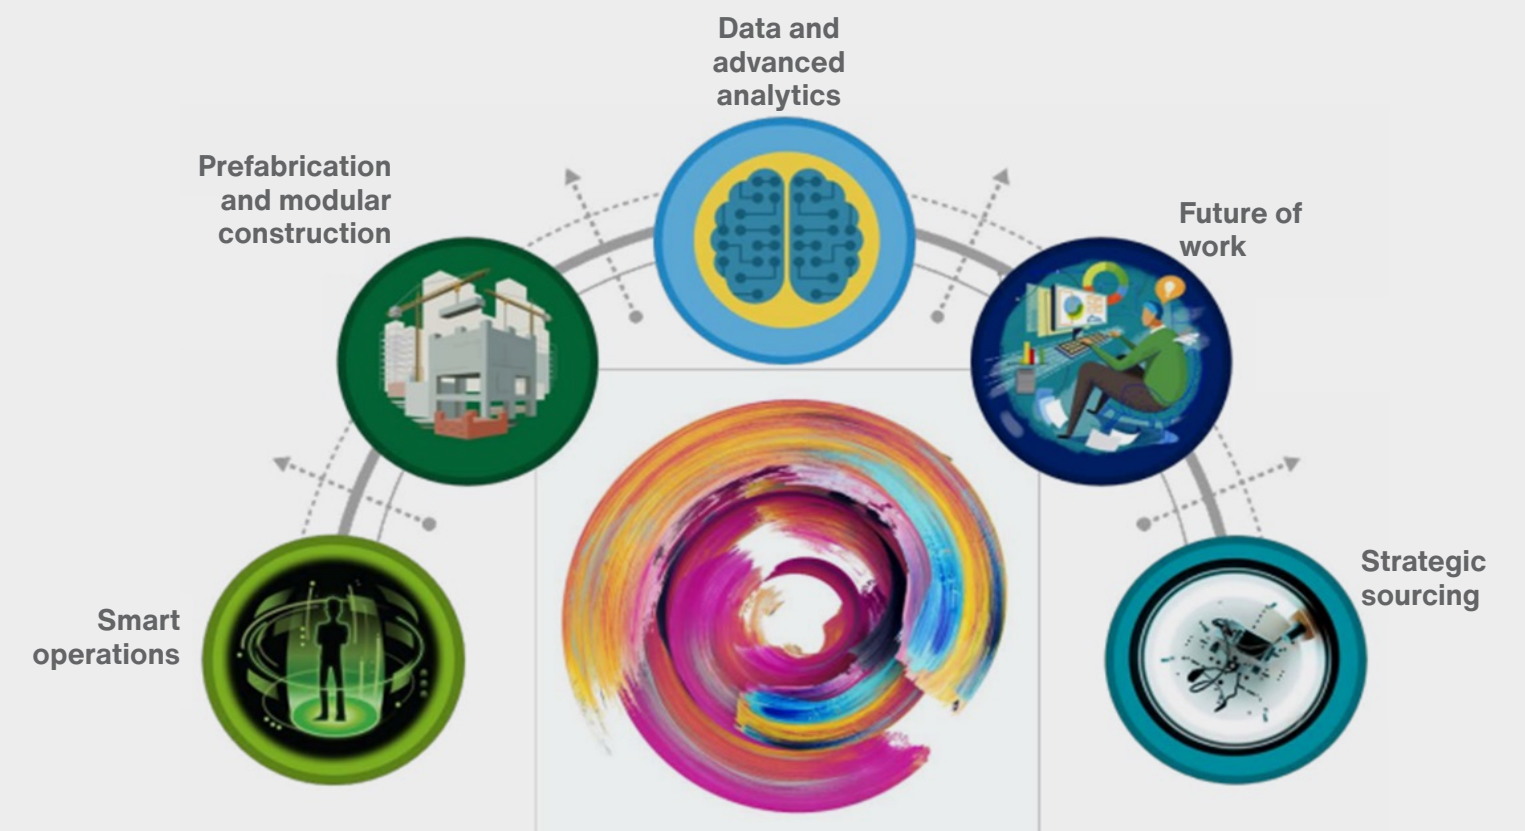 Data and
advanced
analytics
Prefabrication
and modular
construction
Future of
work
Smart
operations
Strategic
sourcing